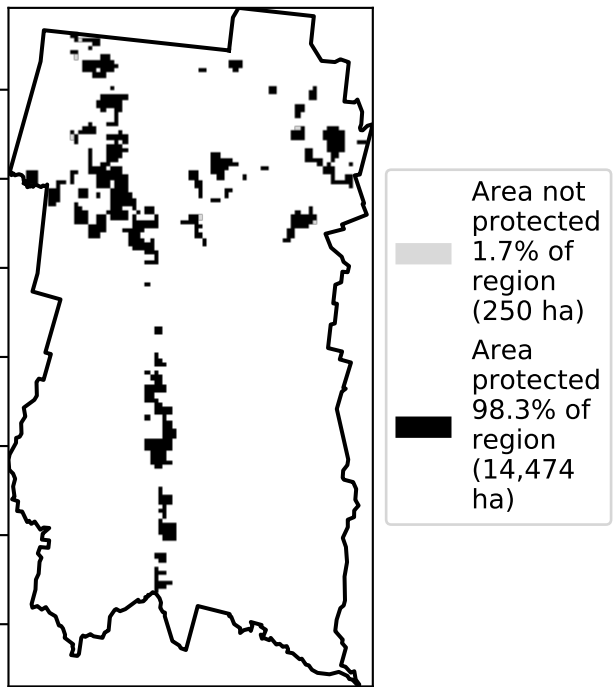 Area not
protected
1.7% of
region
(250 ha)
Area
protected
98.3% of
region
(14,474
ha)